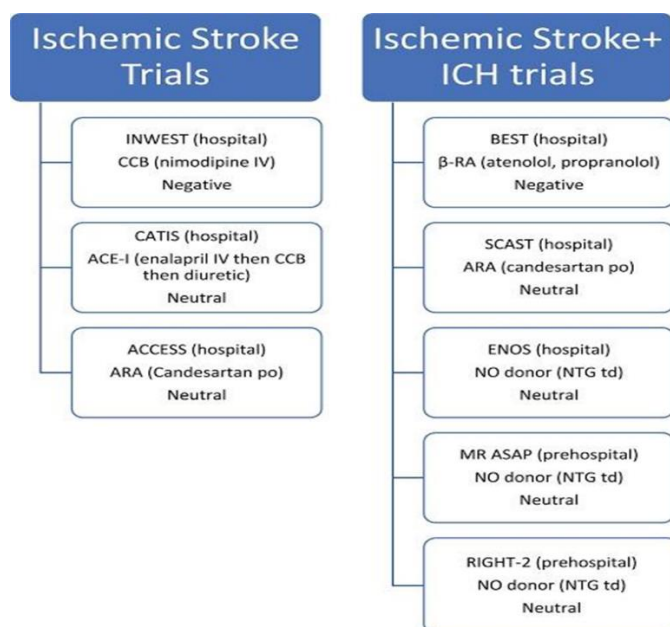 Ischemic Stroke
Trials
INWEST (hospital)
CCB (nimodipine IV)
Negative
CATIS (hospital)
ACE-I (enalapril IV then CCB
then diuretic)
Neutral
ACCESS (hospital)
ARA (Candesartan po)
Neutral
Ischemic Stroke+
ICH trials
BEST (hospital)
β-RA (atenolol, propranolol)
Negative
SCAST (hospital)
ARA (candesartan po)
Neutral
ENOS (hospital)
NO donor (NTG td)
Neutral
MR ASAP (prehospital)
NO donor (NTG td)
Neutral
RIGHT-2 (prehospital)
NO donor (NTG td)
Neutral